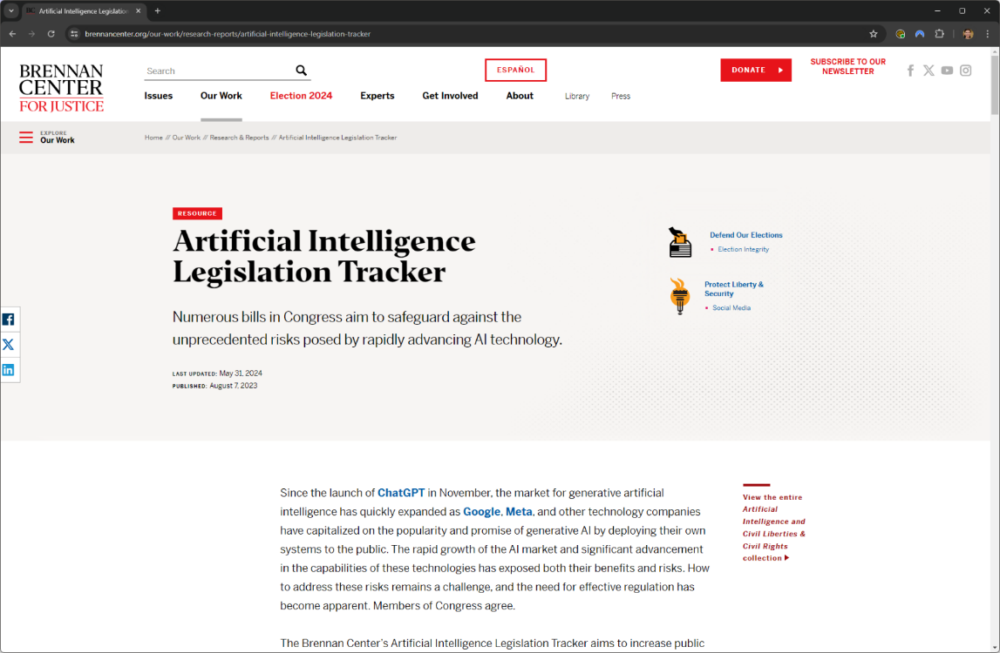 Artificial Intelligence Legislation
brennancenter.org/our-work/research-reports/artificial-intelligence-legislation-tracker
BRENNAN
CENTER
FOR JUSTICE
Search
ESPAÑOL
DONATE
SUBSCRIBE TO OUR
NEWSLETTER
Issues Our Work Election 2024 Experts Get Involved About Library Press
EXPLORE
Our Work
Home // Our Work // Research & Reports // Artificial Intelligence Legislation Tracker
RESOURCE
Artificial Intelligence
Legislation Tracker
Numerous bills in Congress aim to safeguard against the
unprecedented risks posed by rapidly advancing AI technology.
LAST UPDATED: May 31, 2024
PUBLISHED: August 7, 2023
Defend Our Elections
Election Integrity
Protect Liberty &
Security
Social Media
Since the launch of ChatGPT in November, the market for generative artificial
intelligence has quickly expanded as Google, Meta, and other technology companies
have capitalized on the popularity and promise of generative AI by deploying their own
systems to the public. The rapid growth of the AI market and significant advancement
in the capabilities of these technologies has exposed both their benefits and risks. How
to address these risks remains a challenge, and the need for effective regulation has
become apparent. Members of Congress agree.
The Brennan Center's Artificial Intelligence Legislation Tracker aims to increase public
View the entire
Artificial
Intelligence and
Civil Liberties &
Civil Rights
collection